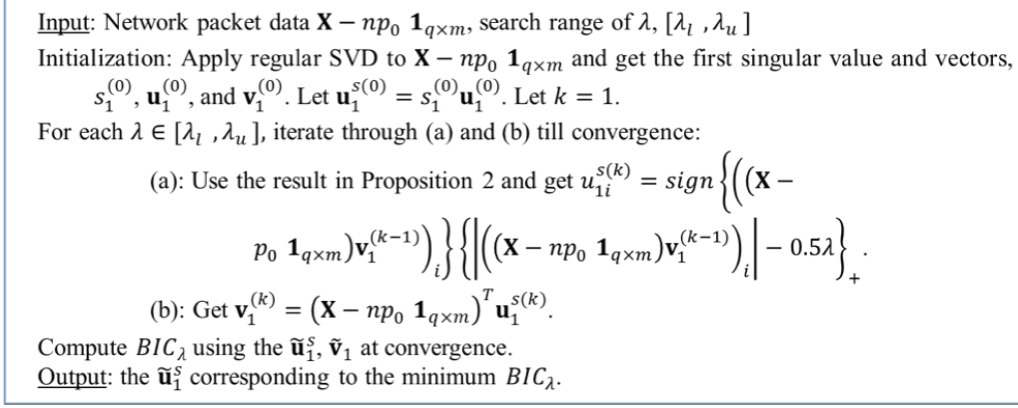 Input: Network packet data 𝐗 − 𝑛𝑝₀ 𝟏_{𝑞×𝑚}, search range of 𝜆, [𝜆_𝑙 , 𝜆_𝑢 ]
Initialization: Apply regular SVD to 𝐗 − 𝑛𝑝₀ 𝟏_{𝑞×𝑚} and get the first singular value and vectors,
𝑠₁^{(0)}, 𝐮₁^{(0)}, and 𝐯₁^{(0)}. Let 𝐮₁^{𝑠(0)} = 𝑠₁^{(0)}𝐮₁^{(0)}. Let 𝑘 = 1.
For each 𝜆 ∈ [𝜆_𝑙 , 𝜆_𝑢 ], iterate through (a) and (b) till convergence:
(a): Use the result in Proposition 2 and get 𝑢_{1𝑖}^{𝑠(𝑘)} = 𝑠𝑖𝑔𝑛{((𝐗 −
𝑝₀ 𝟏_{𝑞×𝑚})𝐯₁^{(𝑘−1)})_𝑖}{|((𝐗 − 𝑛𝑝₀ 𝟏_{𝑞×𝑚})𝐯₁^{(𝑘−1)})_𝑖| − 0.5𝜆}_+ .
(b): Get 𝐯₁^{(𝑘)} = (𝐗 − 𝑛𝑝₀ 𝟏_{𝑞×𝑚})^𝑇 𝐮₁^{𝑠(𝑘)}.
Compute 𝐵𝐼𝐶_𝜆 using the 𝐮̃₁^𝑠, 𝐯̃₁ at convergence.
Output: the 𝐮̃₁^𝑠 corresponding to the minimum 𝐵𝐼𝐶_𝜆.